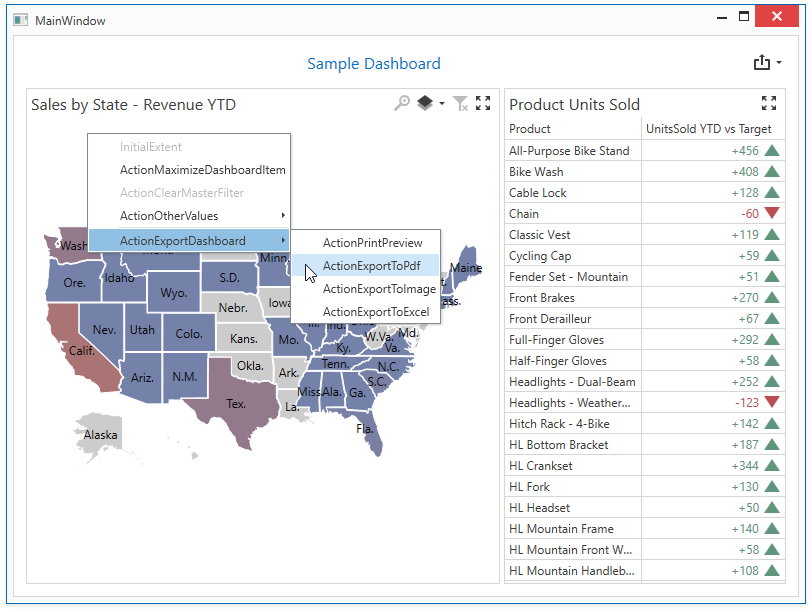 MainWindow
Sample Dashboard
Sales by State - Revenue YTD
InitialExtent
ActionMaximizeDashboardItem
ActionClearMasterFilter
ActionOtherValues
ActionExportDashboard
ActionPrintPreview
ActionExportToPdf
ActionExportToImage
ActionExportToExcel
Wash
Minn.
Maine
Ore.
Idaho
S.D.
Wyo.
Nebr.
Iowa
Nev.
Utah
Colo.
Kans.
Mo.
Ill.
Ind.
W.Va.
Md.
Va.
Ky.
Calif.
Ariz.
N.M.
Okla.
Ark.
Tenn.
N.C.
S.C.
Tex.
La.
Miss
Ala.
Ga.
Fla.
Alaska
Product Units Sold
Product UnitsSold YTD vs Target
All-Purpose Bike Stand +456
Bike Wash +408
Cable Lock +128
Chain -60
Classic Vest +119
Cycling Cap +59
Fender Set - Mountain +51
Front Brakes +270
Front Derailleur +67
Full-Finger Gloves +292
Half-Finger Gloves +58
Headlights - Dual-Beam +252
Headlights - Weather... -123
Hitch Rack - 4-Bike +142
HL Bottom Bracket +187
HL Crankset +344
HL Fork +130
HL Headset +50
HL Mountain Frame +140
HL Mountain Front W... +58
HL Mountain Handleb... +108